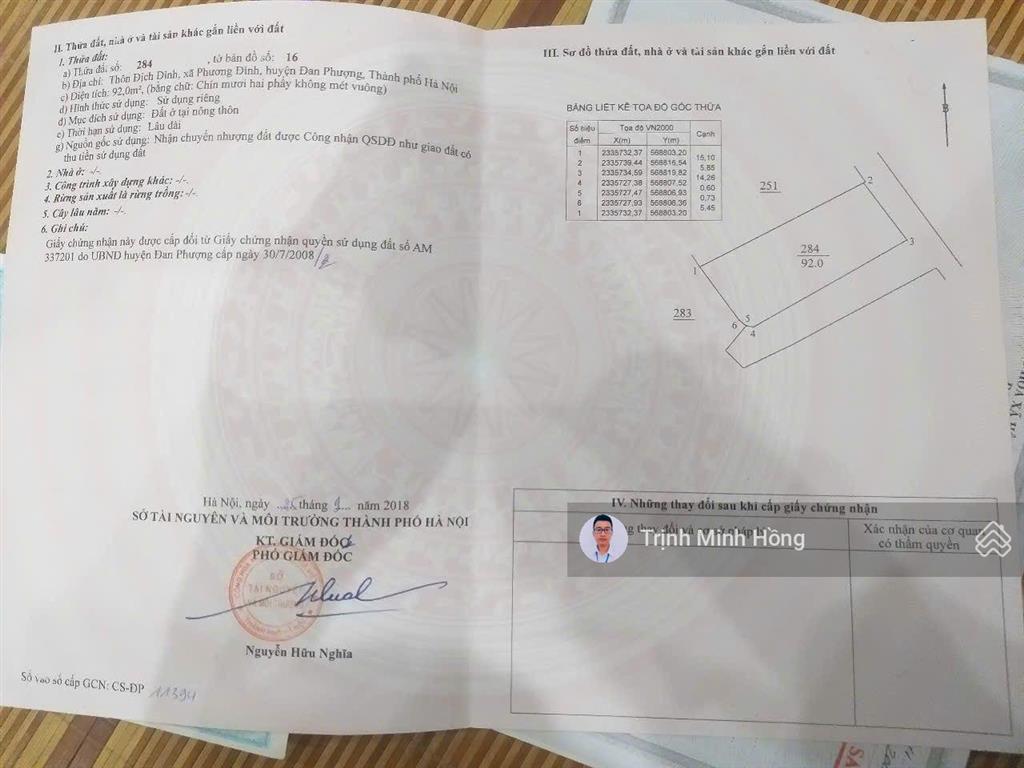 II. Thửa đất, nhà ở và tài sản khác gắn liền với đất
1. Thửa đất:
a) Thửa đất số: 284 , tờ bản đồ số: 16
b) Địa chỉ: Thôn Địch Đình, xã Phương Đình, huyện Đan Phượng, Thành phố Hà Nội
c) Diện tích: 92,0m², (bằng chữ: Chín mươi hai phẩy không mét vuông)
d) Hình thức sử dụng: Sử dụng riêng
đ) Mục đích sử dụng: Đất ở tại nông thôn
e) Thời hạn sử dụng: Lâu dài
g) Nguồn gốc sử dụng: Nhận chuyển nhượng đất được Công nhận QSDĐ như giao đất có
thu tiền sử dụng đất
2. Nhà ở: -/-
3. Công trình xây dựng khác: -/-.
4. Rừng sản xuất là rừng trồng: -/-.
5. Cây lâu năm: -/-
6. Ghi chú:
Giấy chứng nhận này được cấp đổi từ Giấy chứng nhận quyền sử dụng đất số AM
337201 do UBND huyện Đan Phượng cấp ngày 30/7/2008
Hà Nội, ngày 25 tháng 9 năm 2018
SỞ TÀI NGUYÊN VÀ MÔI TRƯỜNG THÀNH PHỐ HÀ NỘI
KT. GIÁM ĐỐC
PHÓ GIÁM ĐỐC
SỞ
TÀI NGUYÊN
Nguyễn Hữu Nghĩa
Số vào sổ cấp GCN: CS-ĐP 11394
III. Sơ đồ thửa đất, nhà ở và tài sản khác gắn liền với đất
BẢNG LIỆT KÊ TỌA ĐỘ GÓC THỬA
Số hiệu điểm Tọa độ VN2000 Cạnh
X(m) Y(m)
1 2335732,37 568803,20
15,10
2 2335739,44 568816,54
5,85
3 2335734,59 568819,82
14,26
4 2335727,38 568807,52
0,60
5 2335727,47 568806,93
0,73
6 2335727,93 568806,36
5,45
1 2335732,37 568803,20
B
251
2
284
92.0
3
1
283
5
6
4
IV. Những thay đổi sau khi cấp giấy chứng nhận
Xác nhận của cơ quan
có thẩm quyền
Trịnh Minh Hồng